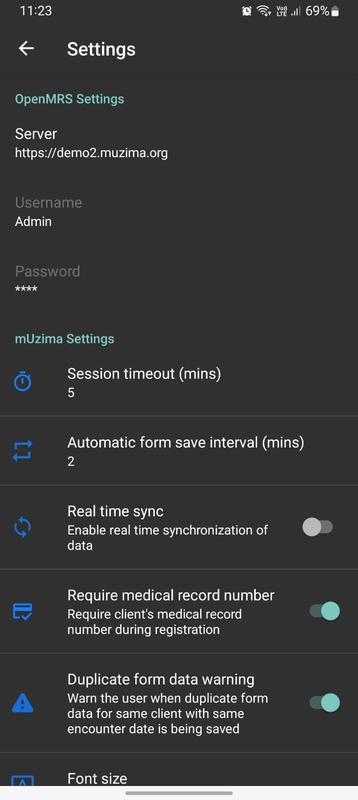 11:23
Vo)) LTE 69%
Settings
OpenMRS Settings
Server
https://demo2.muzima.org
Username
Admin
Password
****
mUzima Settings
Session timeout (mins)
5
Automatic form save interval (mins)
2
Real time sync
Enable real time synchronization of
data
Require medical record number
Require client's medical record
number during registration
Duplicate form data warning
Warn the user when duplicate form
data for same client with same
encounter date is being saved
Font size